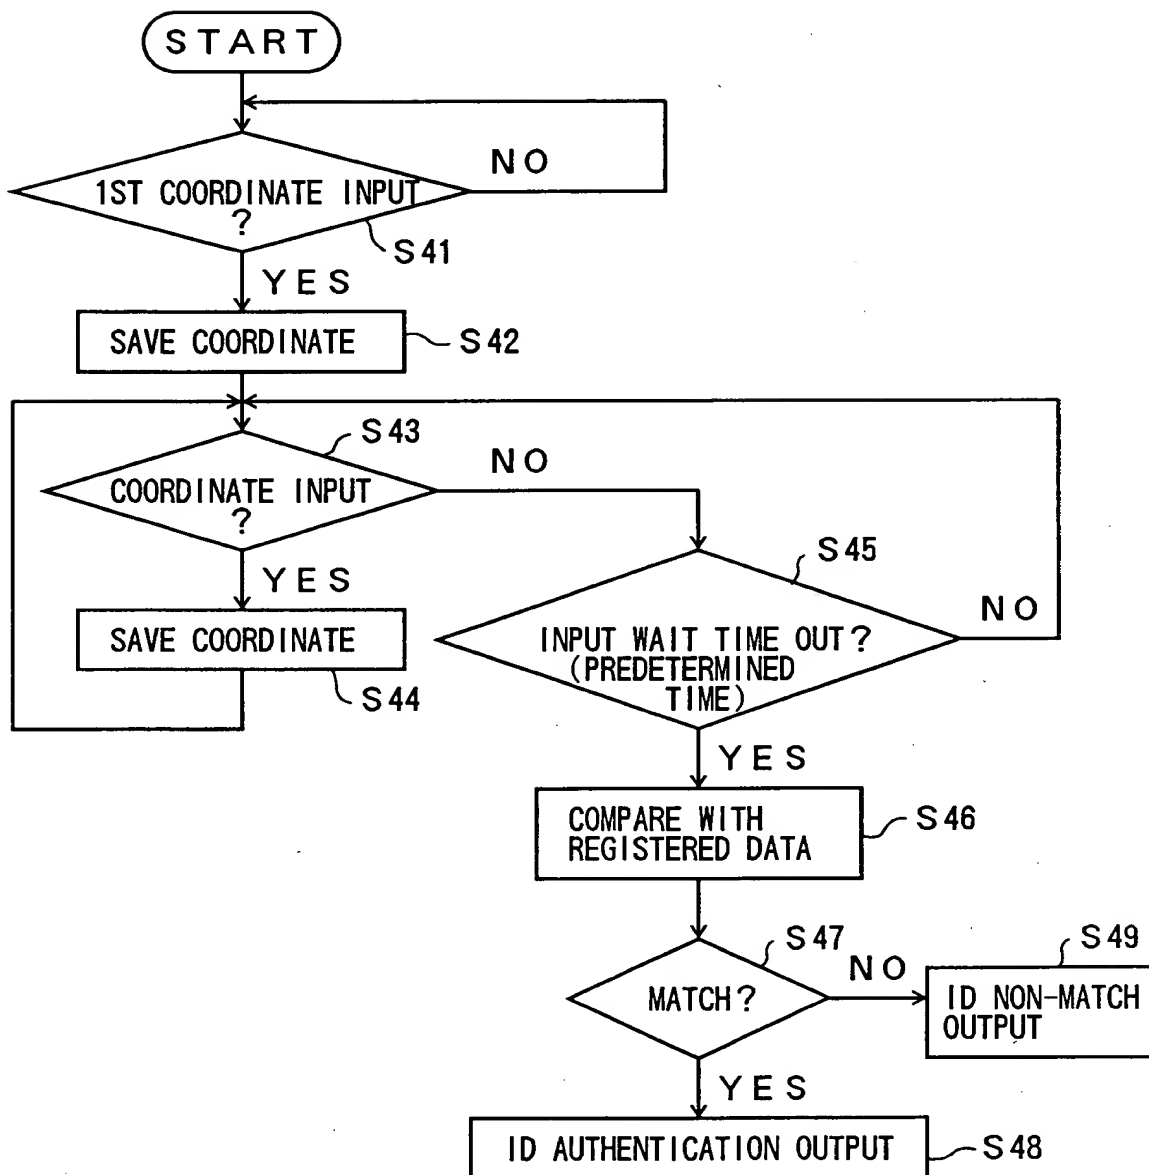 START
NO
1ST COORDINATE INPUT
?
S41
YES
SAVE COORDINATE
S42
S43
NO
COORDINATE INPUT
?
YES
S45
SAVE COORDINATE
NO
INPUT WAIT TIME OUT?
(PREDETERMINED
TIME)
S44
YES
COMPARE WITH
REGISTERED DATA
S46
S47
S49
NO
MATCH?
ID NON-MATCH
OUTPUT
YES
ID AUTHENTICATION OUTPUT
S48